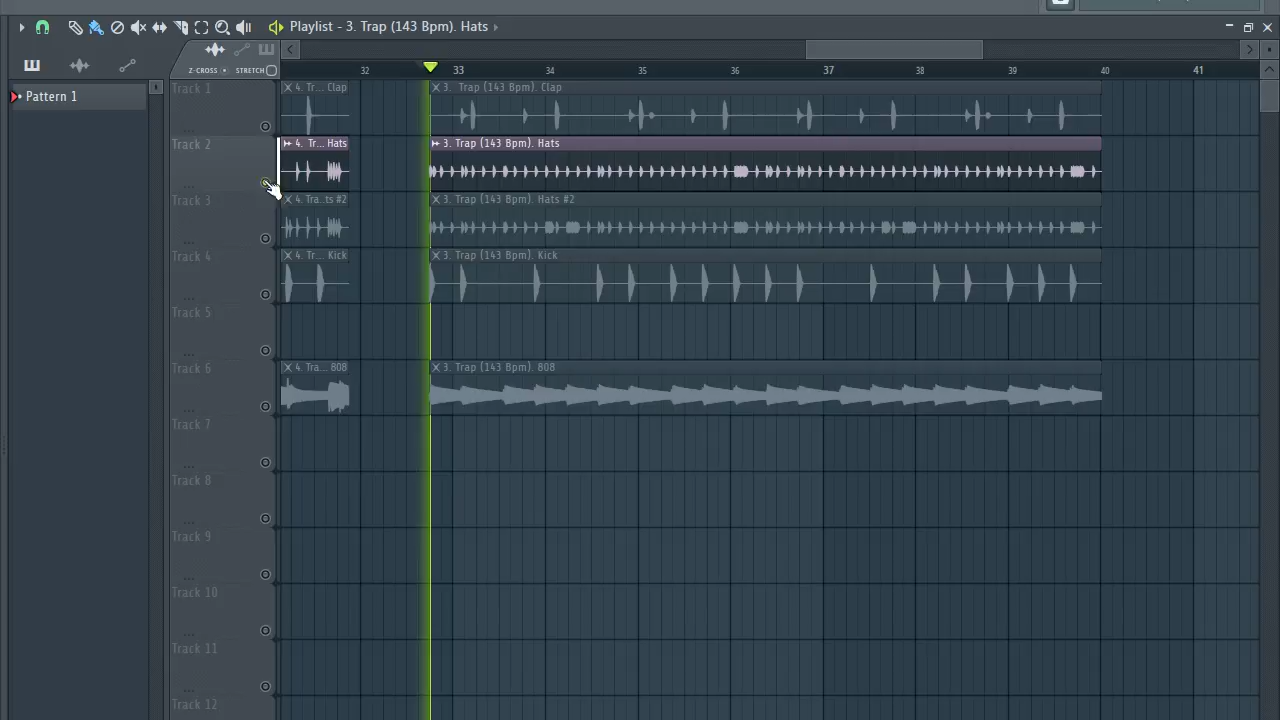 Playlist - 3. Trap (143 Bpm). Hats
Z-CROSS STRETCH
32 33 34 35 36 37 38 39 40 41
Pattern 1
Track 1
4. Tr... Clap
3. Trap (143 Bpm). Clap
Track 2
4. Tr... Hats
3. Trap (143 Bpm). Hats
Track 3
4. Tra..ts #2
3. Trap (143 Bpm). Hats #2
Track 4
4. Tr... Kick
3. Trap (143 Bpm). Kick
Track 5
Track 6
4. Tra... 808
3. Trap (143 Bpm). 808
Track 7
Track 8
Track 9
Track 10
Track 11
Track 12